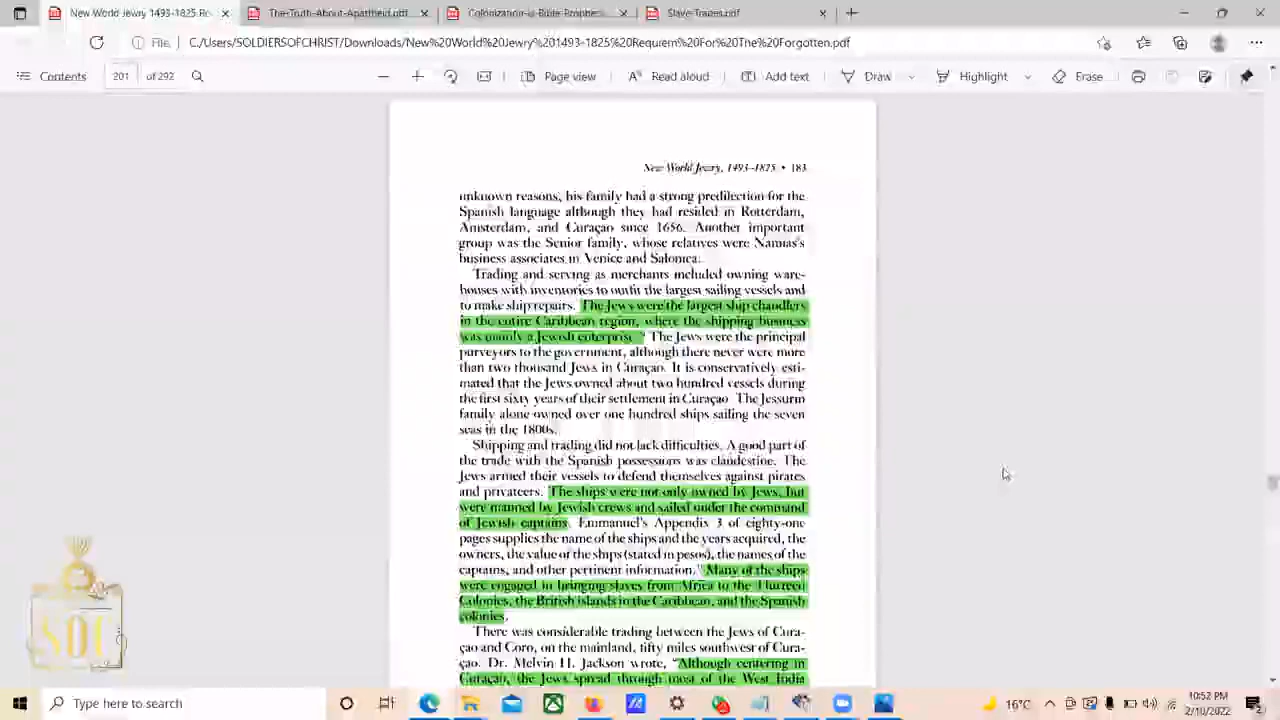 New World Jewry 1493-1825 Re
The-Truth-About-Apartheid.pdf
Slave-Trades.pdf
File
C:/Users/SOLDIERSOFCHRIST/Downloads/New%20World%20Jewry%201493-1825%20Requiem%20For%20The%20Forgotten.pdf
Contents
201 of 292
Page view
Read aloud
Add text
Draw
Highlight
Erase
New World Jewry, 1493–1825 • 183
unknown reasons, his family had a strong predilection for the
Spanish language although they had resided in Rotterdam,
Amsterdam, and Curaçao since 1656. Another important
group was the Senior family, whose relatives were Namias's
business associates in Venice and Salonica.
Trading and serving as merchants included owning ware-
houses with inventories to outfit the largest sailing vessels and
to make ship repairs. The Jews were the largest ship chandlers
in the entire Caribbean region, where the shipping business
was mainly a Jewish enterprise. The Jews were the principal
purveyors to the government, although there never were more
than two thousand Jews in Curaçao. It is conservatively esti-
mated that the Jews owned about two hundred vessels during
the first sixty years of their settlement in Curaçao. The Jessurun
family alone owned over one hundred ships sailing the seven
seas in the 1800s.
Shipping and trading did not lack difficulties. A good part of
the trade with the Spanish possessions was clandestine. The
Jews armed their vessels to defend themselves against pirates
and privateers. The ships were not only owned by Jews, but
were manned by Jewish crews and sailed under the command
of Jewish captains. Emmanuel's Appendix 3 of eighty-one
pages supplies the name of the ships and the years acquired, the
owners, the value of the ships (stated in pesos), the names of the
captains, and other pertinent information. Many of the ships
were engaged in bringing slaves from Africa to the
Colonies, the British islands in the Caribbean, and the Spanish
colonies.
There was considerable trading between the Jews of Cura-
çao and Coro, on the mainland, fifty miles southwest of Cura-
çao. Dr. Melvin H. Jackson wrote, "Although centering in
Curaçao, the Jews spread through most of the West India
SOC
Type here to search
16°C
10:52 PM
2/10/2022